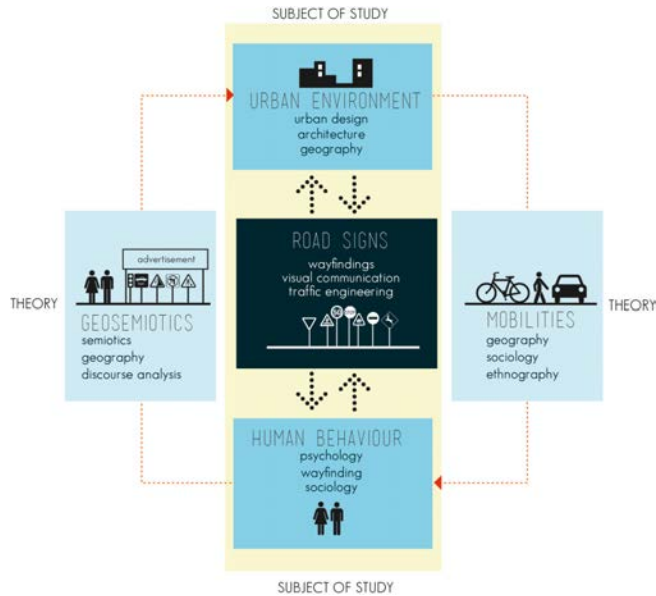 SUBJECT OF STUDY
URBAN ENVIRONMENT
urban design
architecture
geography
THEORY
advertisement
GEOSEMIOTICS
semiotics
geography
discourse analysis
ROAD SIGNS
wayfindings
visual communication
traffic engineering
MOBILITIES
geography
sociology
ethnography
THEORY
HUMAN BEHAVIOUR
psychology
wayfinding
sociology
SUBJECT OF STUDY